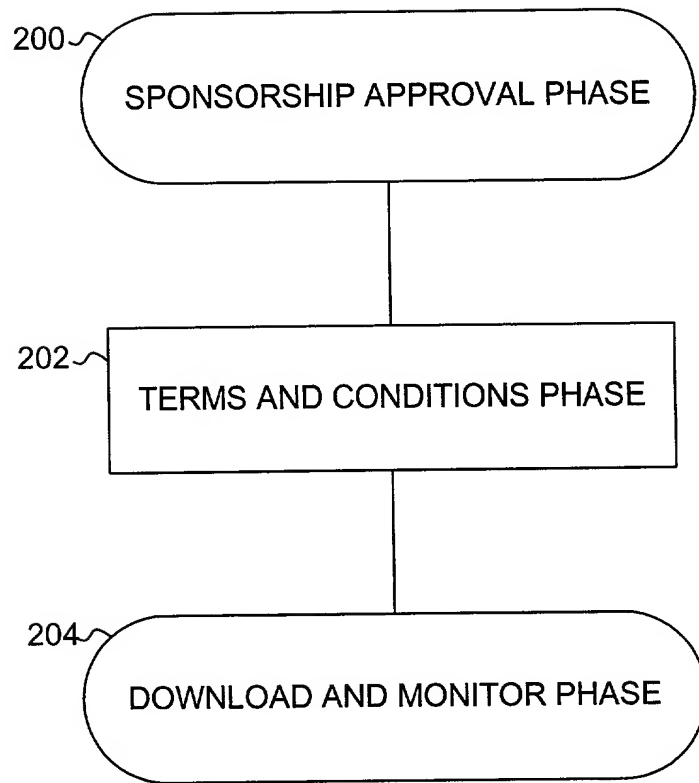 200
SPONSORSHIP APPROVAL PHASE
202
TERMS AND CONDITIONS PHASE
204
DOWNLOAD AND MONITOR PHASE